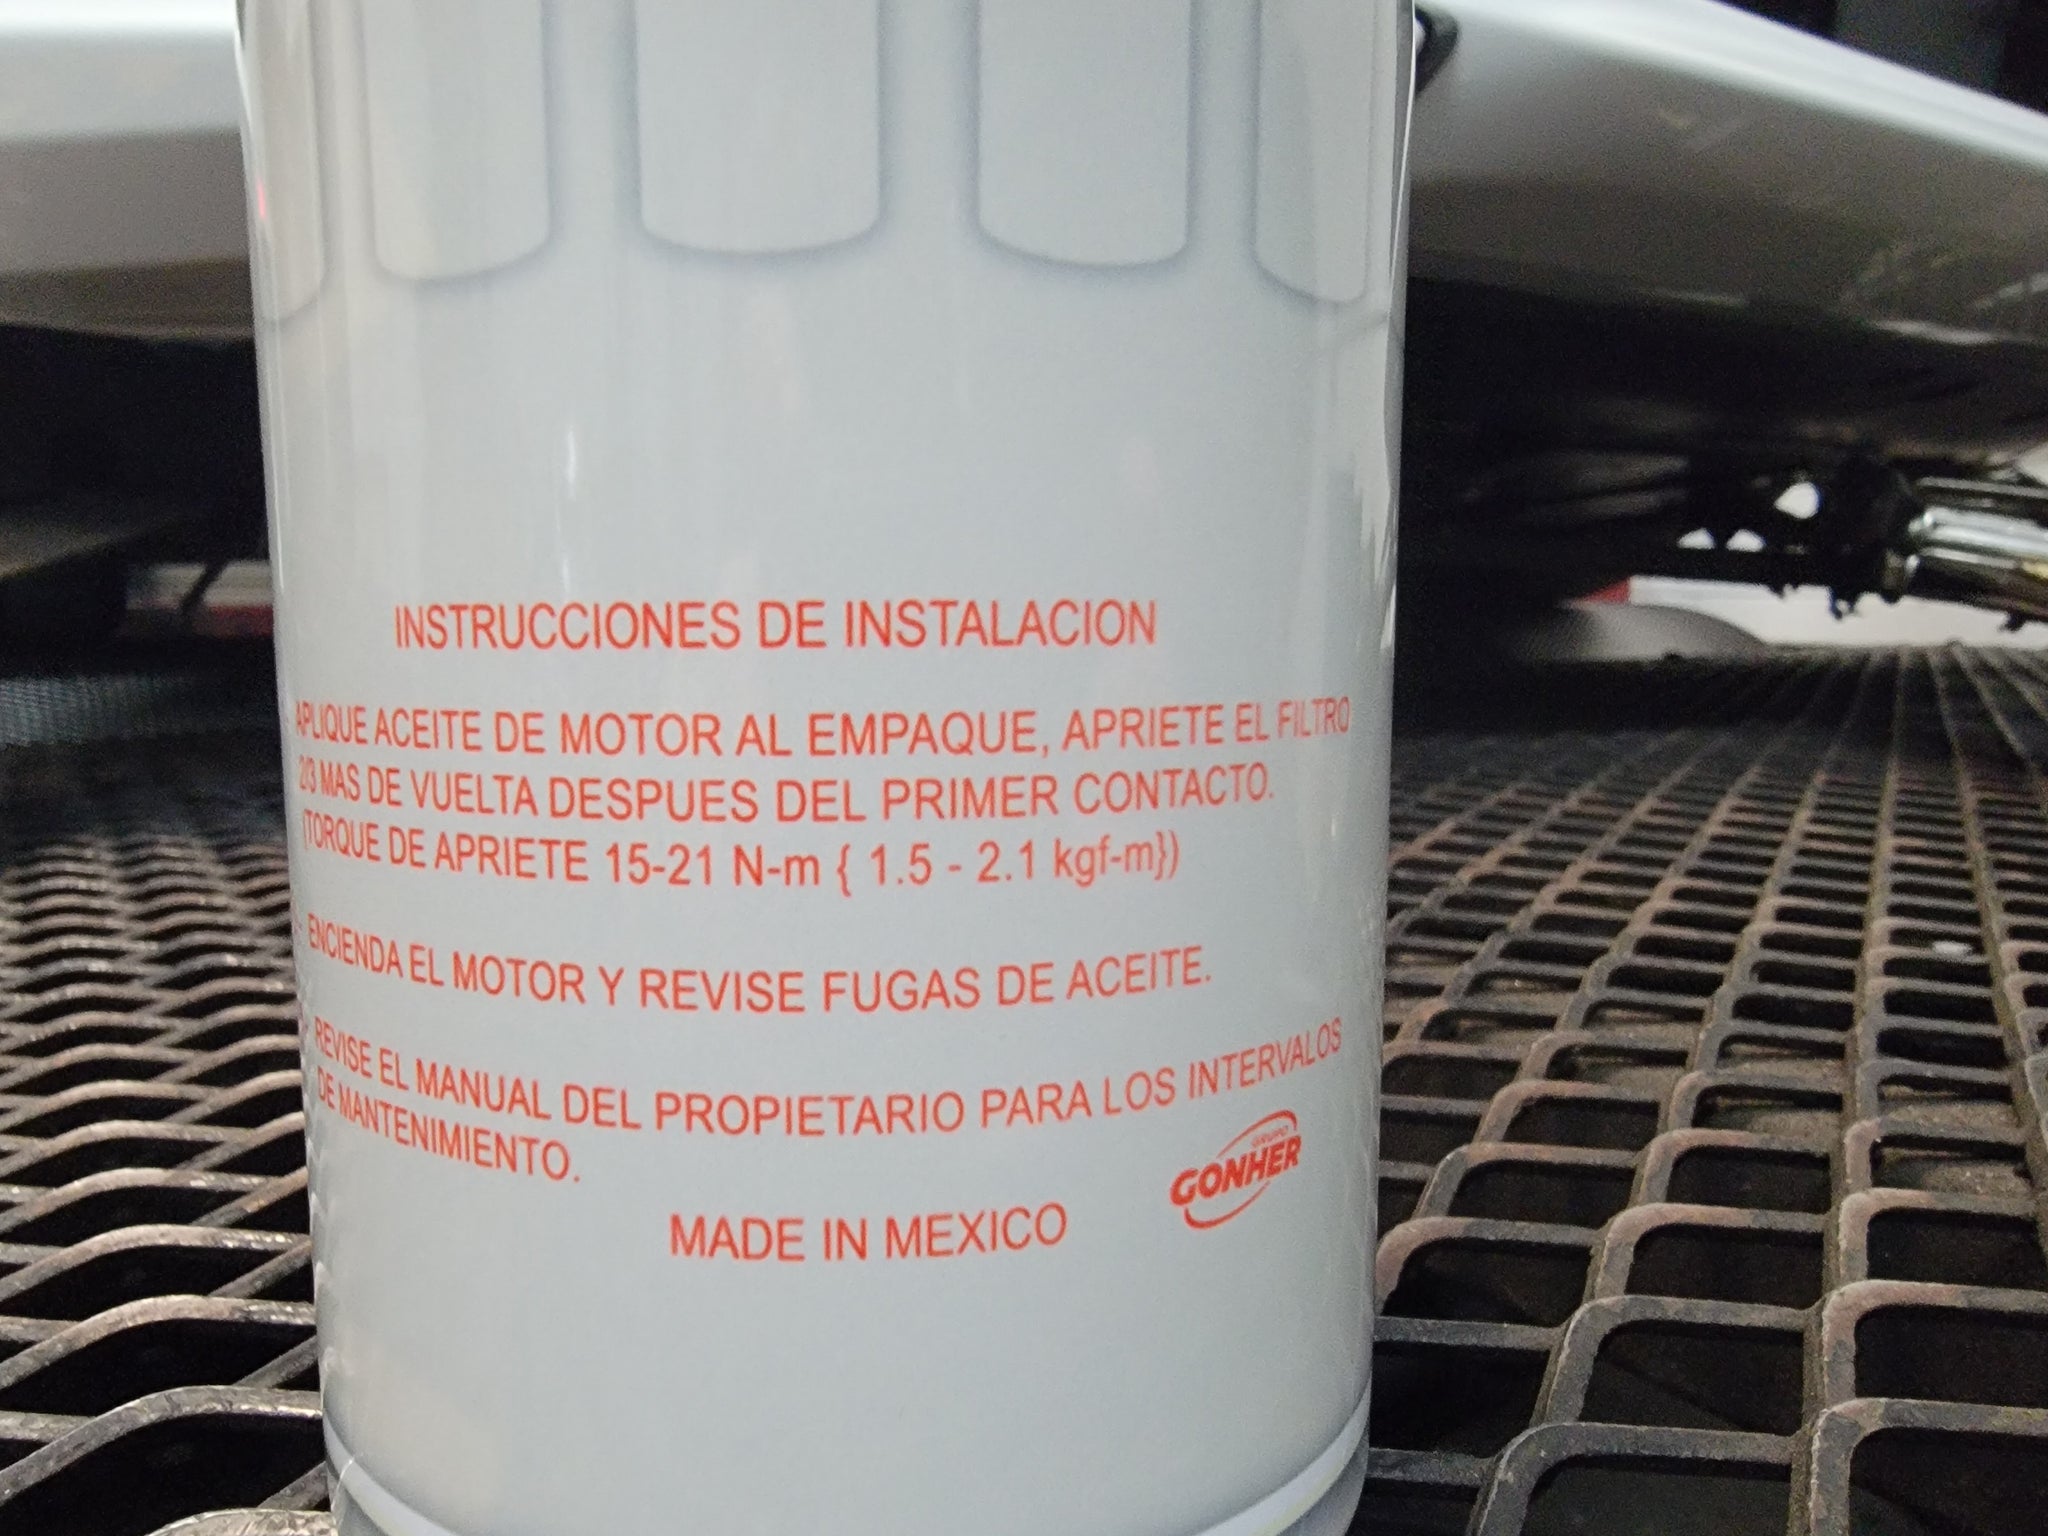 INSTRUCCIONES DE INSTALACION
APLIQUE ACEITE DE MOTOR AL EMPAQUE, APRIETE EL FILTRO
2/3 MAS DE VUELTA DESPUES DEL PRIMER CONTACTO.
(TORQUE DE APRIETE 15-21 N-m { 1.5 - 2.1 kgf-m})
ENCIENDA EL MOTOR Y REVISE FUGAS DE ACEITE.
REVISE EL MANUAL DEL PROPIETARIO PARA LOS INTERVALOS
DE MANTENIMIENTO.
GRUPO
GONHER
MADE IN MEXICO